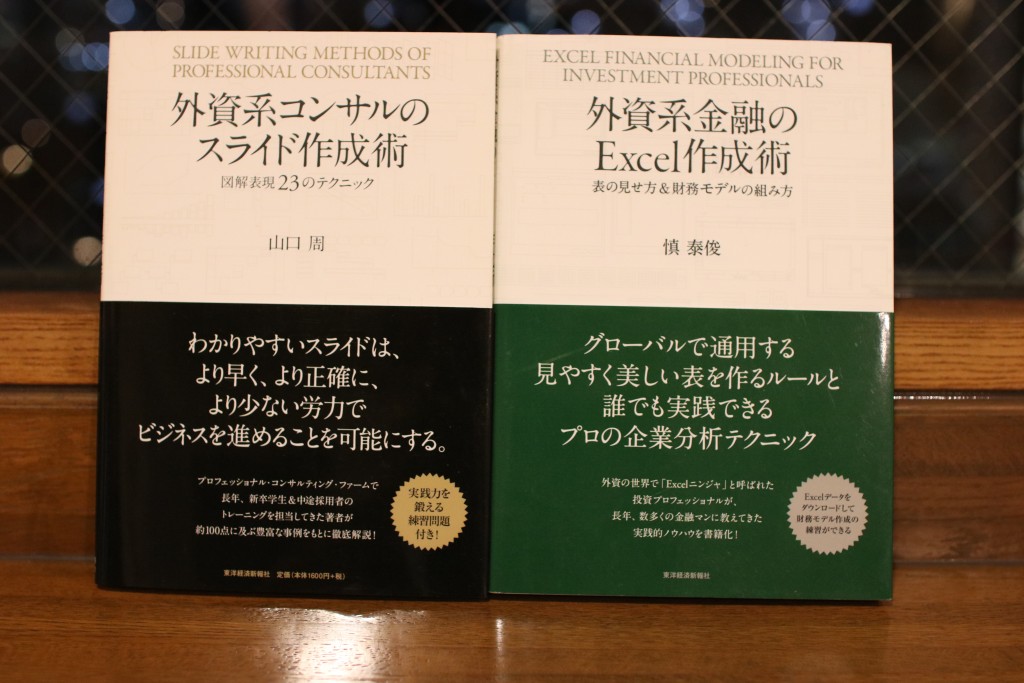 SLIDE WRITING METHODS OF
PROFESSIONAL CONSULTANTS
外資系コンサルの
スライド作成術
図解表現 23のテクニック
山口 周
わかりやすいスライドは、
より早く、より正確に、
より少ない労力で
ビジネスを進めることを可能にする。
プロフェッショナル・コンサルティング・ファームで
長年、新卒学生&中途採用者の
トレーニングを担当してきた著者が
約100点に及ぶ豊富な事例をもとに徹底解説！
実践力を
鍛える
練習問題
付き！
東洋経済新報社 定価（本体1600円+税）
EXCEL FINANCIAL MODELING FOR
INVESTMENT PROFESSIONALS
外資系金融の
Excel作成術
表の見せ方&財務モデルの組み方
慎 泰俊
グローバルで通用する
見やすく美しい表を作るルールと
誰でも実践できる
プロの企業分析テクニック
外資の世界で「Excelニンジャ」と呼ばれた
投資プロフェッショナルが、
長年、数多くの金融マンに教えてきた
実践的ノウハウを書籍化！
Excelデータを
ダウンロードして
財務モデル作成の
練習ができる
東洋経済新報社